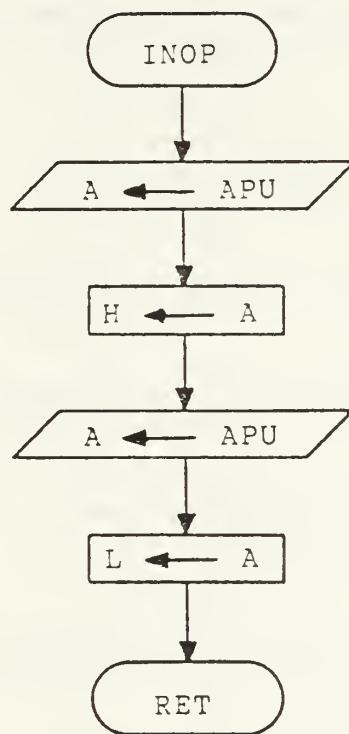 INOP
A ← APU
H ← A
A ← APU
L ← A
RET